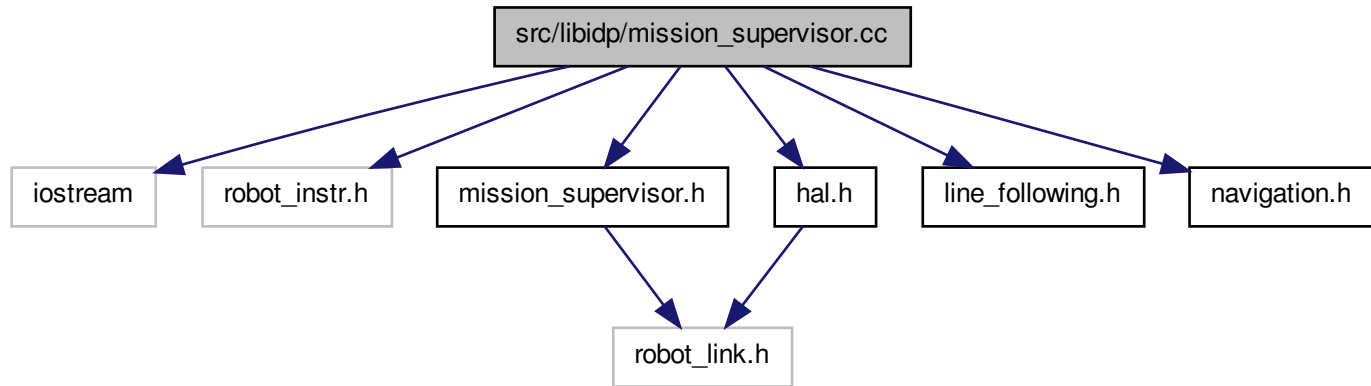 src/libidp/mission_supervisor.cc
iostream
robot_instr.h
mission_supervisor.h
hal.h
line_following.h
navigation.h
robot_link.h